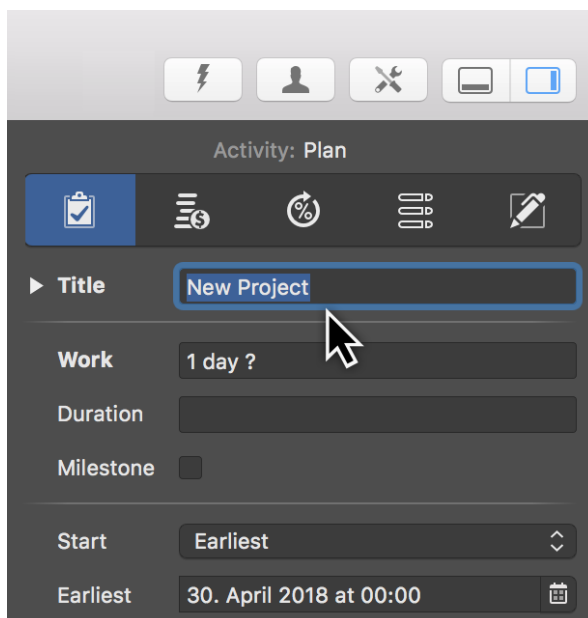 Activity: Plan
Title New Project
Work 1 day ?
Duration
Milestone
Start Earliest
Earliest 30. April 2018 at 00:00